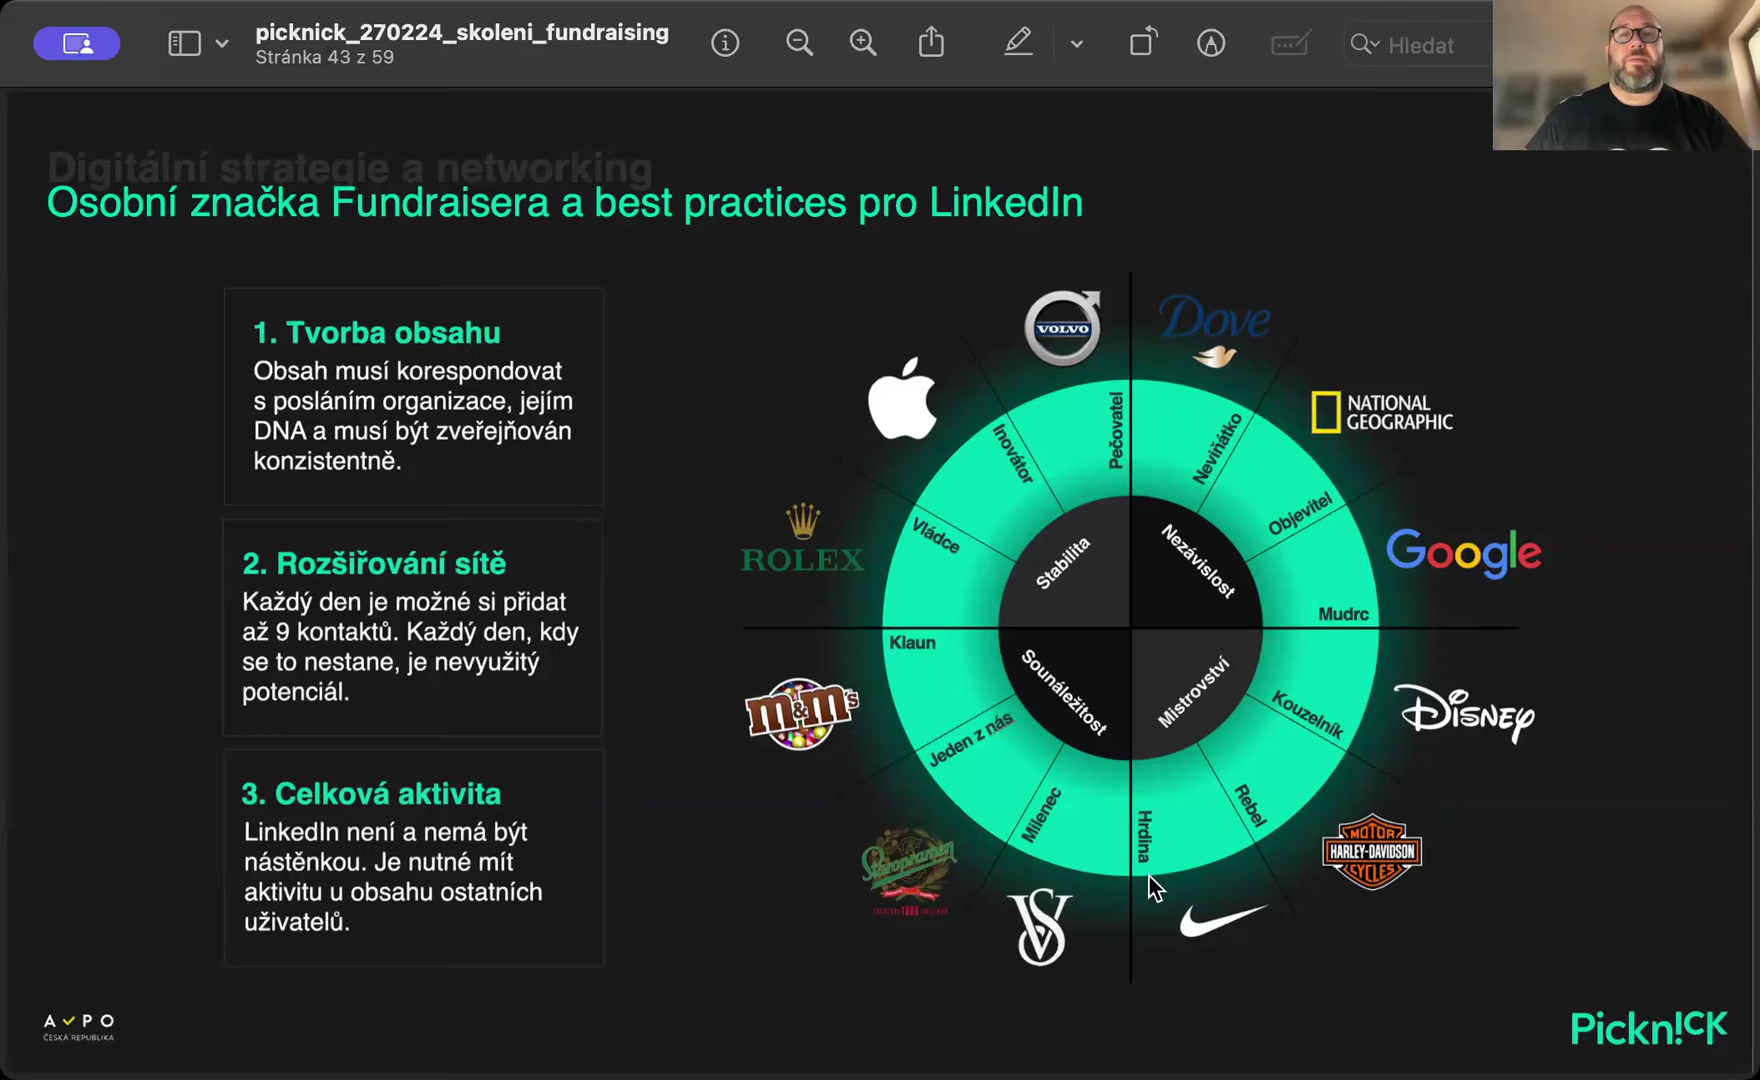 picknick_270224_skoleni_fundraising
Stránka 43 z 59
Hledat
Digitální strategie a networking
Osobní značka Fundraisera a best practices pro LinkedIn
1. Tvorba obsahu
Obsah musí korespondovat
s posláním organizace, jejím
DNA a musí být zveřejňován
konzistentně.
2. Rozšiřování sítě
Každý den je možné si přidat
až 9 kontaktů. Každý den, kdy
se to nestane, je nevyužitý
potenciál.
3. Celková aktivita
LinkedIn není a nemá být
nástěnkou. Je nutné mít
aktivitu u obsahu ostatních
uživatelů.
VOLVO
Dove
NATIONAL
GEOGRAPHIC
Google
DISNEY
MOTOR
HARLEY-DAVIDSON
CYCLES
VS
Staropramen
m&m's
ROLEX
Pečovatel
Neviňátko
Objevitel
Mudrc
Kouzelník
Rebel
Hrdina
Milenec
Jeden z nás
Klaun
Vládce
Inovátor
Stabilita
Nezávislost
Sounáležitost
Mistrovství
A PO
ČESKÁ REPUBLIKA
Pickn!CK